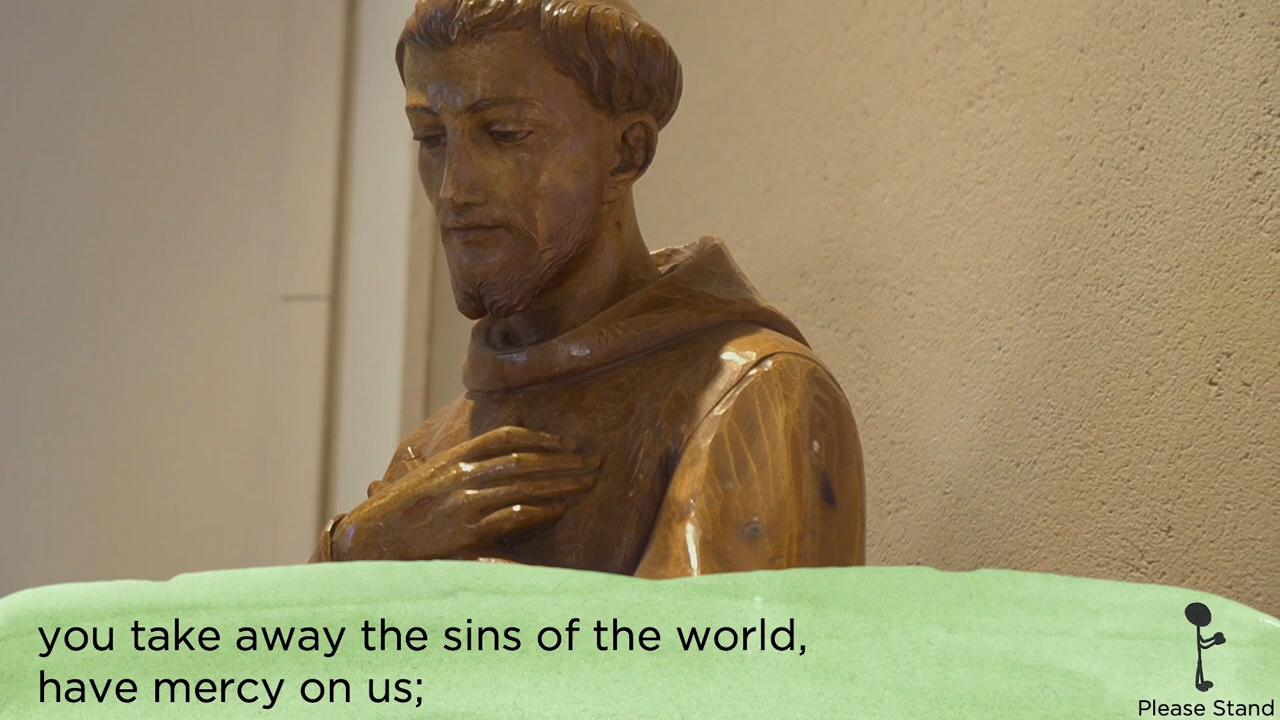 you take away the sins of the world,
have mercy on us;
Please Stand